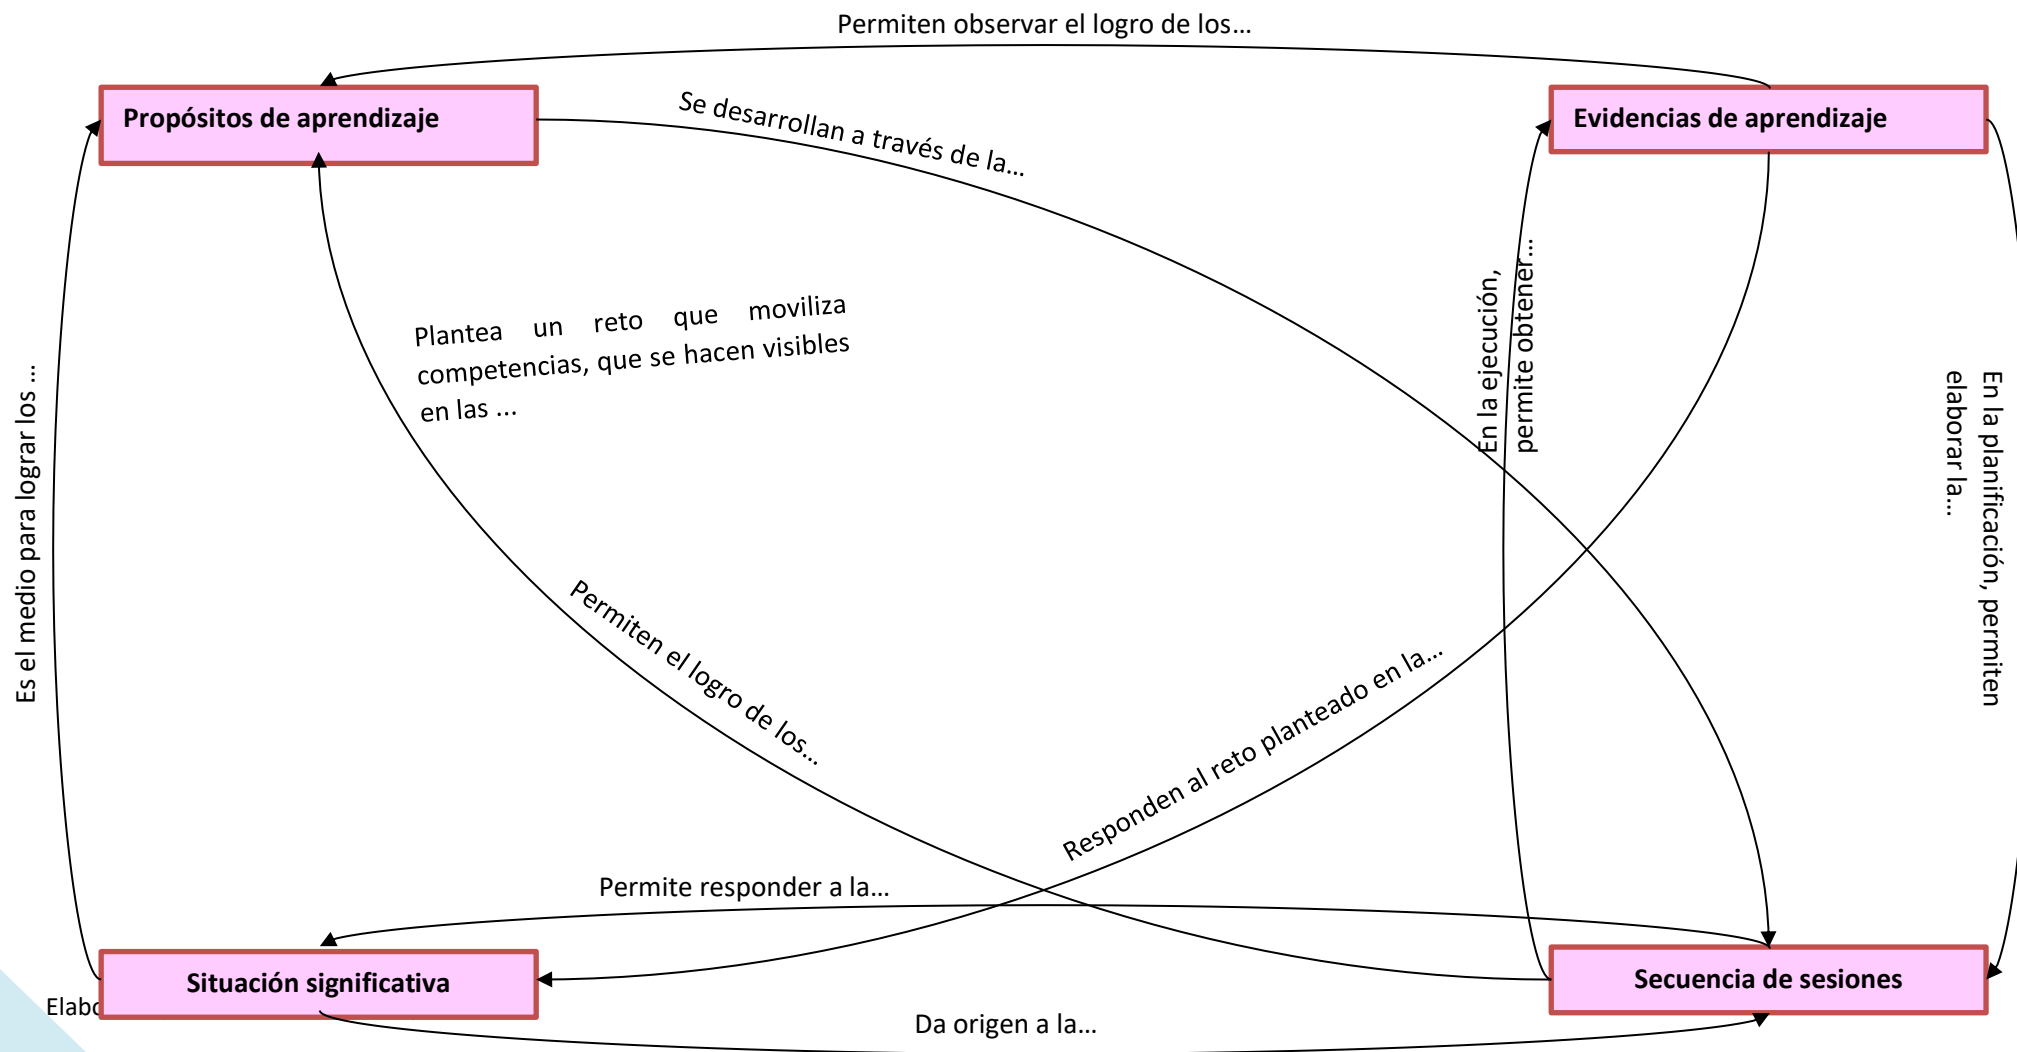 Permiten observar el logro de los...
Propósitos de aprendizaje
Evidencias de aprendizaje
Se desarrollan a través de la...
Plantea un reto que moviliza
competencias, que se hacen visibles
en las ...
En la ejecución,
permite obtener...
En la planificación, permiten
elaborar la...
Es el medio para lograr los ...
Permiten el logro de los...
Responden al reto planteado en la...
Permite responder a la...
Situación significativa
Secuencia de sesiones
Da origen a la...